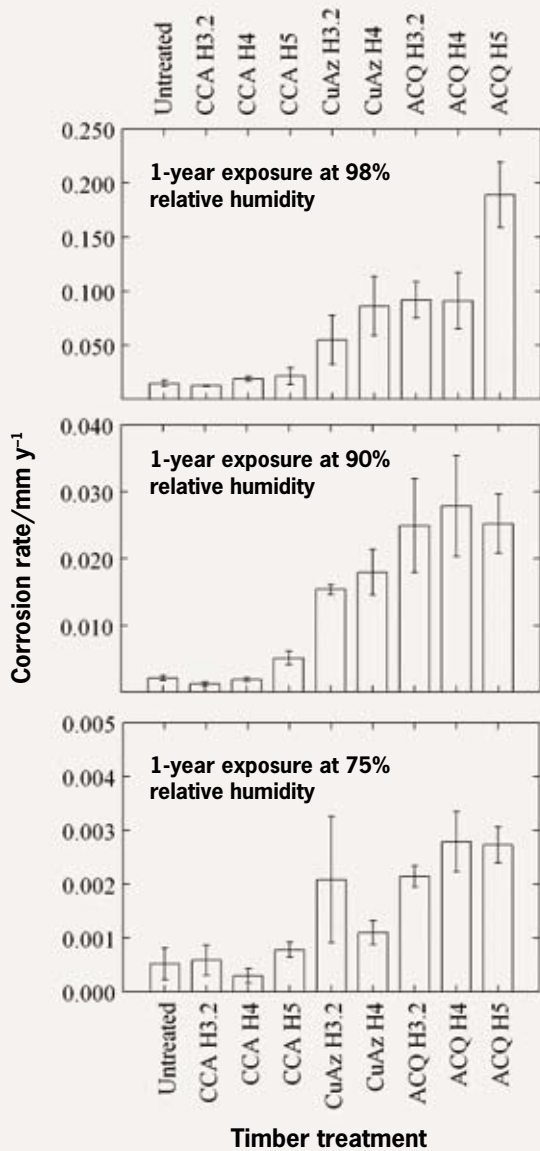 Untreated
CCA H3.2
CCA H4
CCA H5
CuAz H3.2
CuAz H4
ACQ H3.2
ACQ H4
ACQ H5
0.250
1-year exposure at 98%
relative humidity
0.200
0.150
0.100
0.050
0.040
1-year exposure at 90%
relative humidity
0.030
0.020
0.010
Corrosion rate/mm y⁻¹
0.005
1-year exposure at 75%
relative humidity
0.004
0.003
0.002
0.001
0.000
Untreated
CCA H3.2
CCA H4
CCA H5
CuAz H3.2
CuAz H4
ACQ H3.2
ACQ H4
ACQ H5
Timber treatment